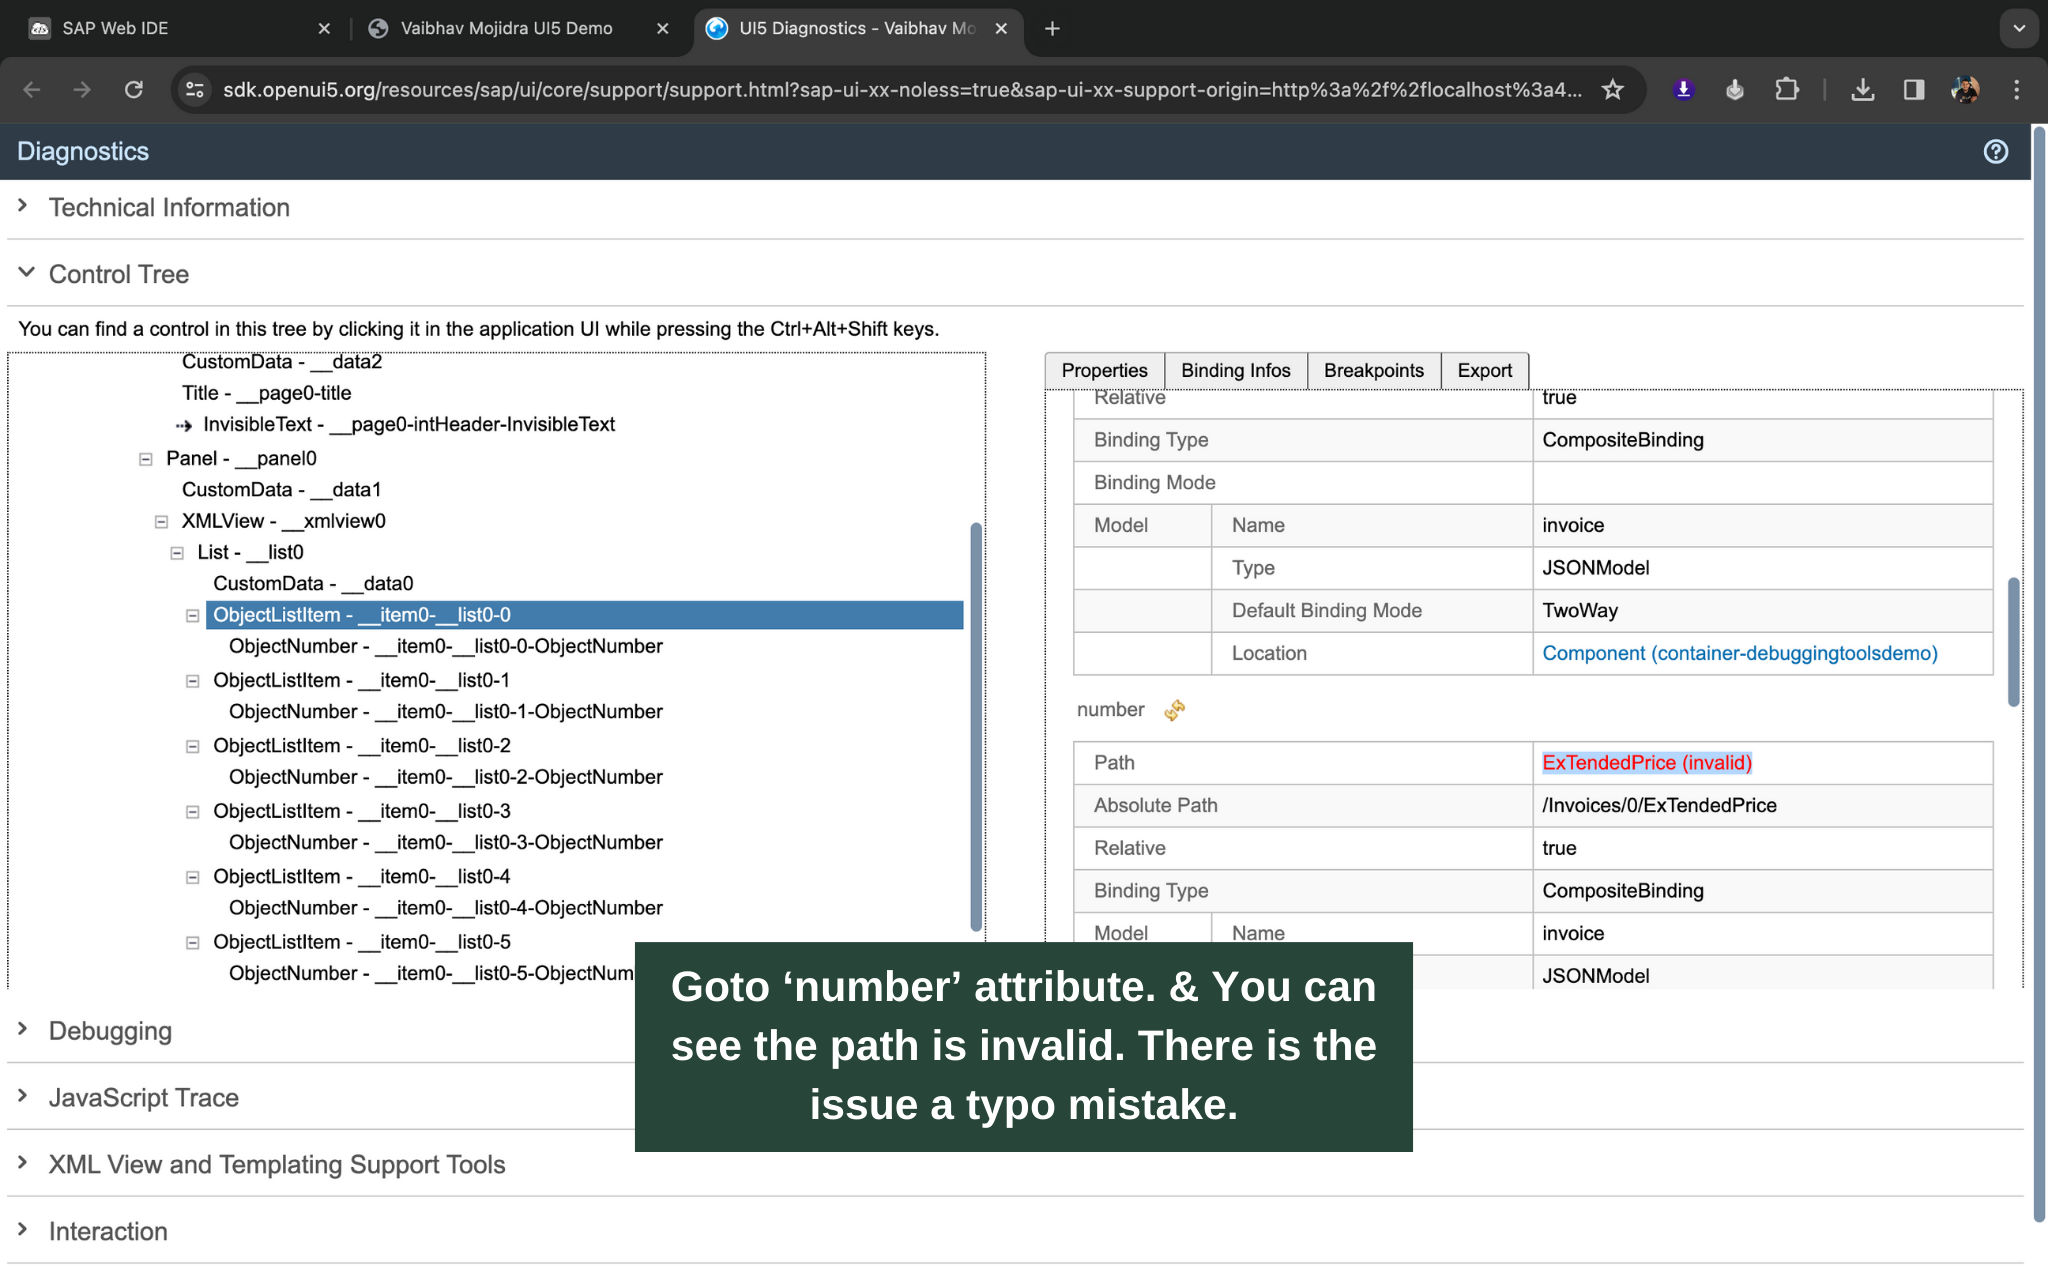 SAP Web IDE
Vaibhav Mojidra UI5 Demo
UI5 Diagnostics - Vaibhav Mo
sdk.openui5.org/resources/sap/ui/core/support/support.html?sap-ui-xx-noless=true&sap-ui-xx-support-origin=http%3a%2f%2flocalhost%3a4...
Diagnostics
Technical Information
Control Tree
You can find a control in this tree by clicking it in the application UI while pressing the Ctrl+Alt+Shift keys.
CustomData - __data2
Title - __page0-title
InvisibleText - __page0-intHeader-InvisibleText
Panel - __panel0
CustomData - __data1
XMLView - __xmlview0
List - __list0
CustomData - __data0
ObjectListItem - __item0-__list0-0
ObjectNumber - __item0-__list0-0-ObjectNumber
ObjectListItem - __item0-__list0-1
ObjectNumber - __item0-__list0-1-ObjectNumber
ObjectListItem - __item0-__list0-2
ObjectNumber - __item0-__list0-2-ObjectNumber
ObjectListItem - __item0-__list0-3
ObjectNumber - __item0-__list0-3-ObjectNumber
ObjectListItem - __item0-__list0-4
ObjectNumber - __item0-__list0-4-ObjectNumber
ObjectListItem - __item0-__list0-5
ObjectNumber - __item0-__list0-5-ObjectNum
Properties Binding Infos Breakpoints Export
Relative true
Binding Type CompositeBinding
Binding Mode
Model Name invoice
Type JSONModel
Default Binding Mode TwoWay
Location Component (container-debuggingtoolsdemo)
number
Path ExTendedPrice (invalid)
Absolute Path /Invoices/0/ExTendedPrice
Relative true
Binding Type CompositeBinding
Model Name invoice
JSONModel
Goto ‘number’ attribute. & You can
see the path is invalid. There is the
issue a typo mistake.
Debugging
JavaScript Trace
XML View and Templating Support Tools
Interaction